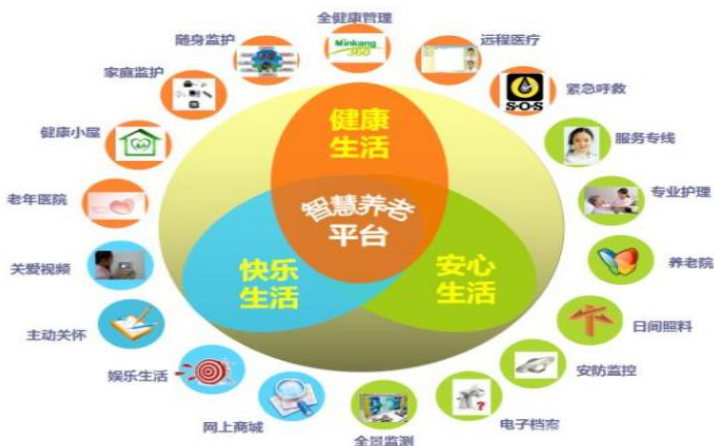 全健康管理
随身监护
远程医疗
Minkang
360
家庭监护
紧急呼救
SOS
健康小屋
健康
生活
服务专线
老年医院
专业护理
智慧养老
平台
关爱视频
快乐
生活
安心
生活
养老院
主动关怀
日间照料
娱乐生活
安防监控
网上商城
全景监测
电子档案
?